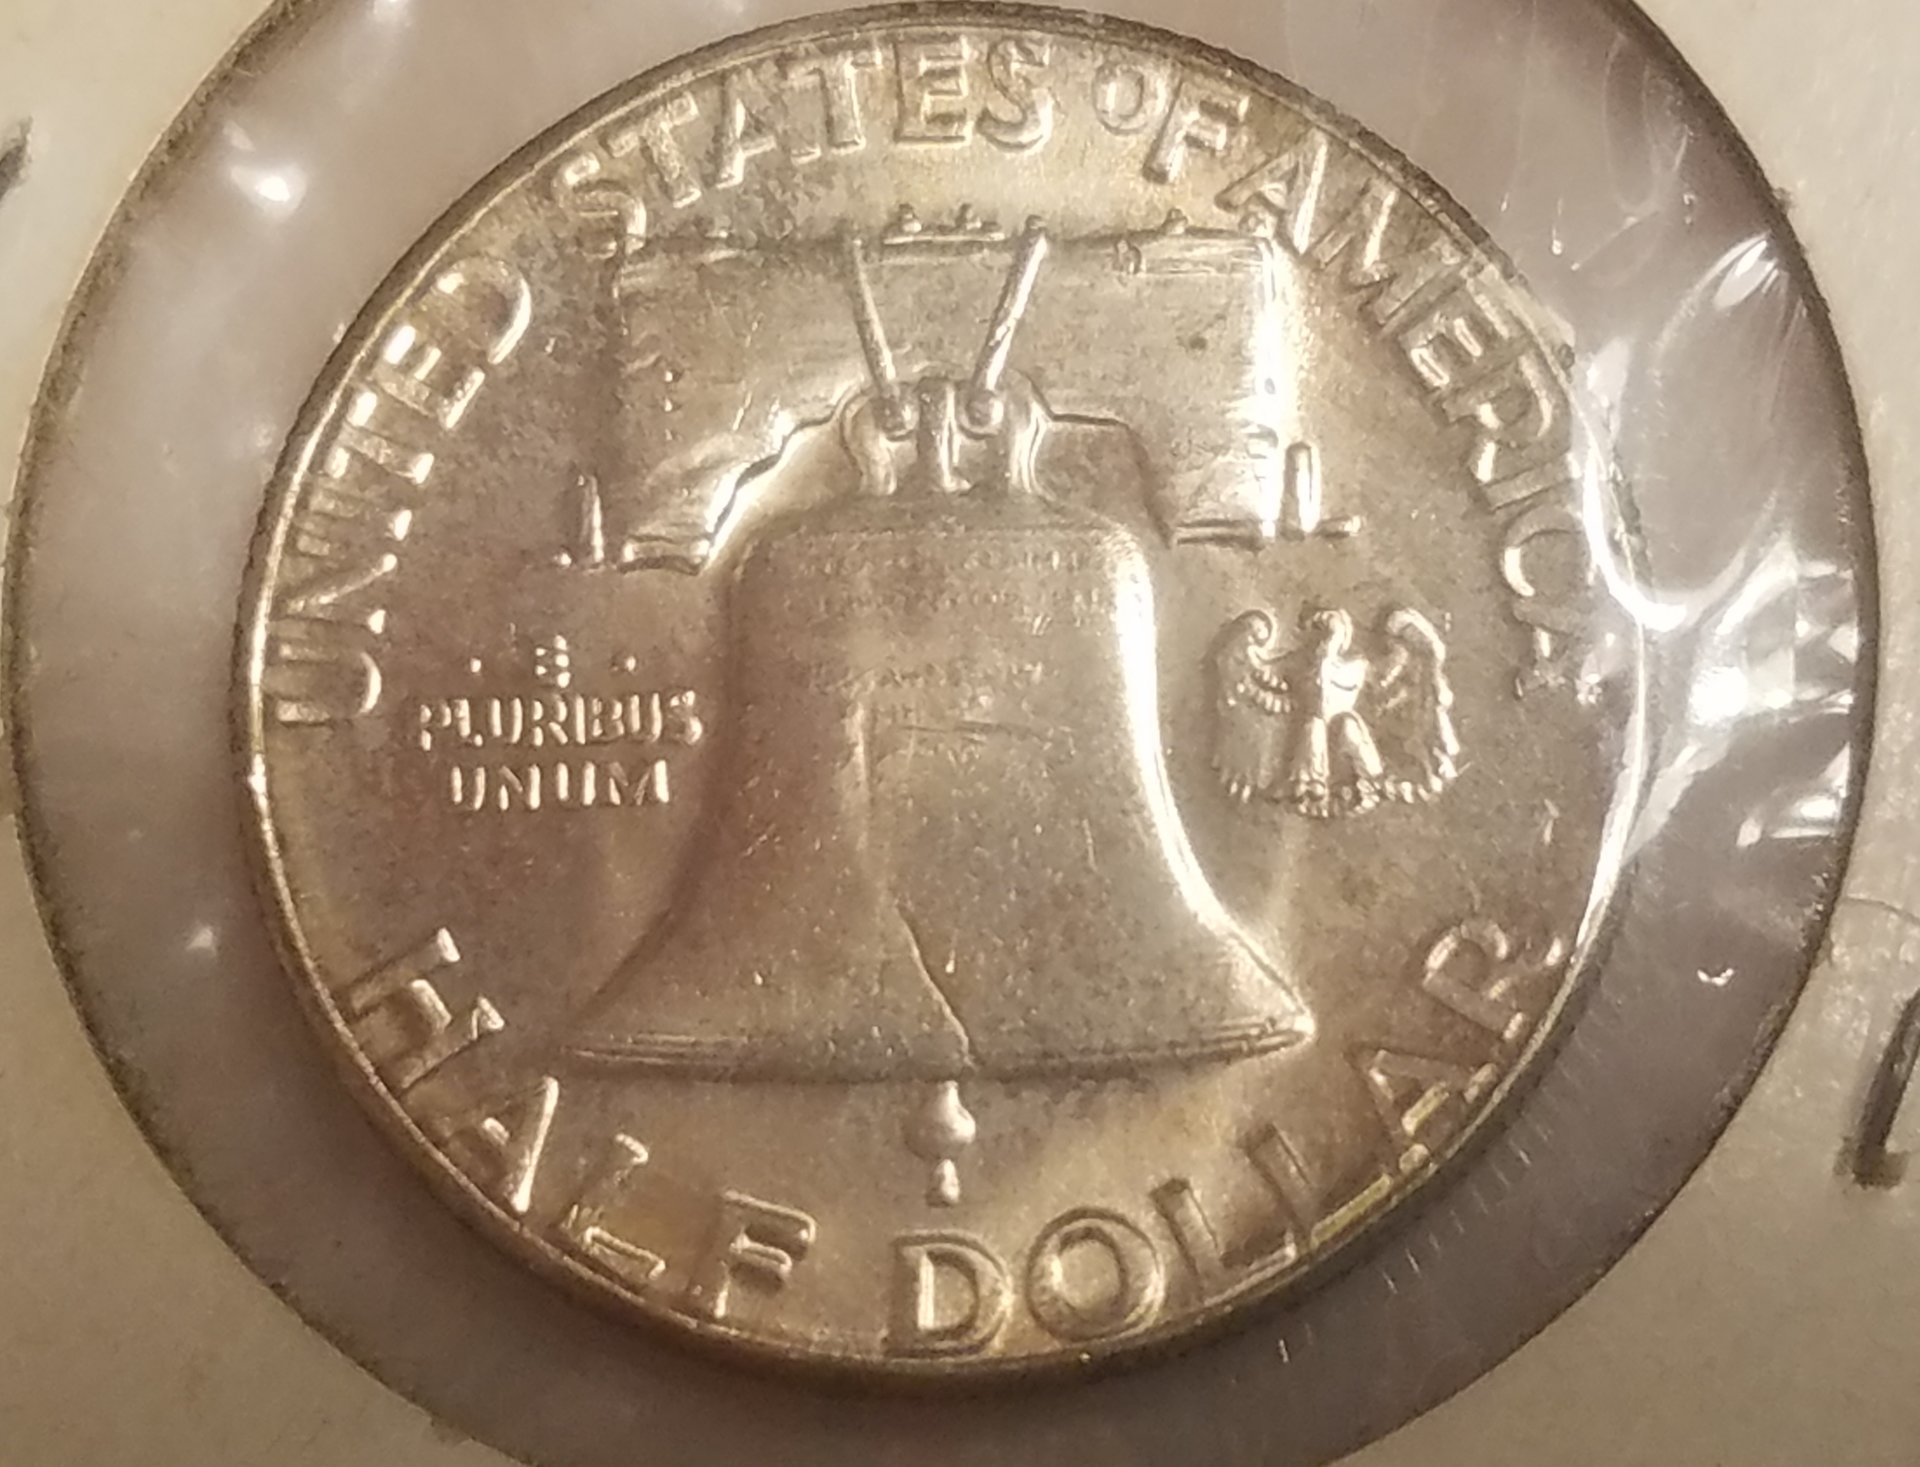 UNITED STATES OF AMERICA
· E ·
PLURIBUS
UNUM
HALF DOLLAR